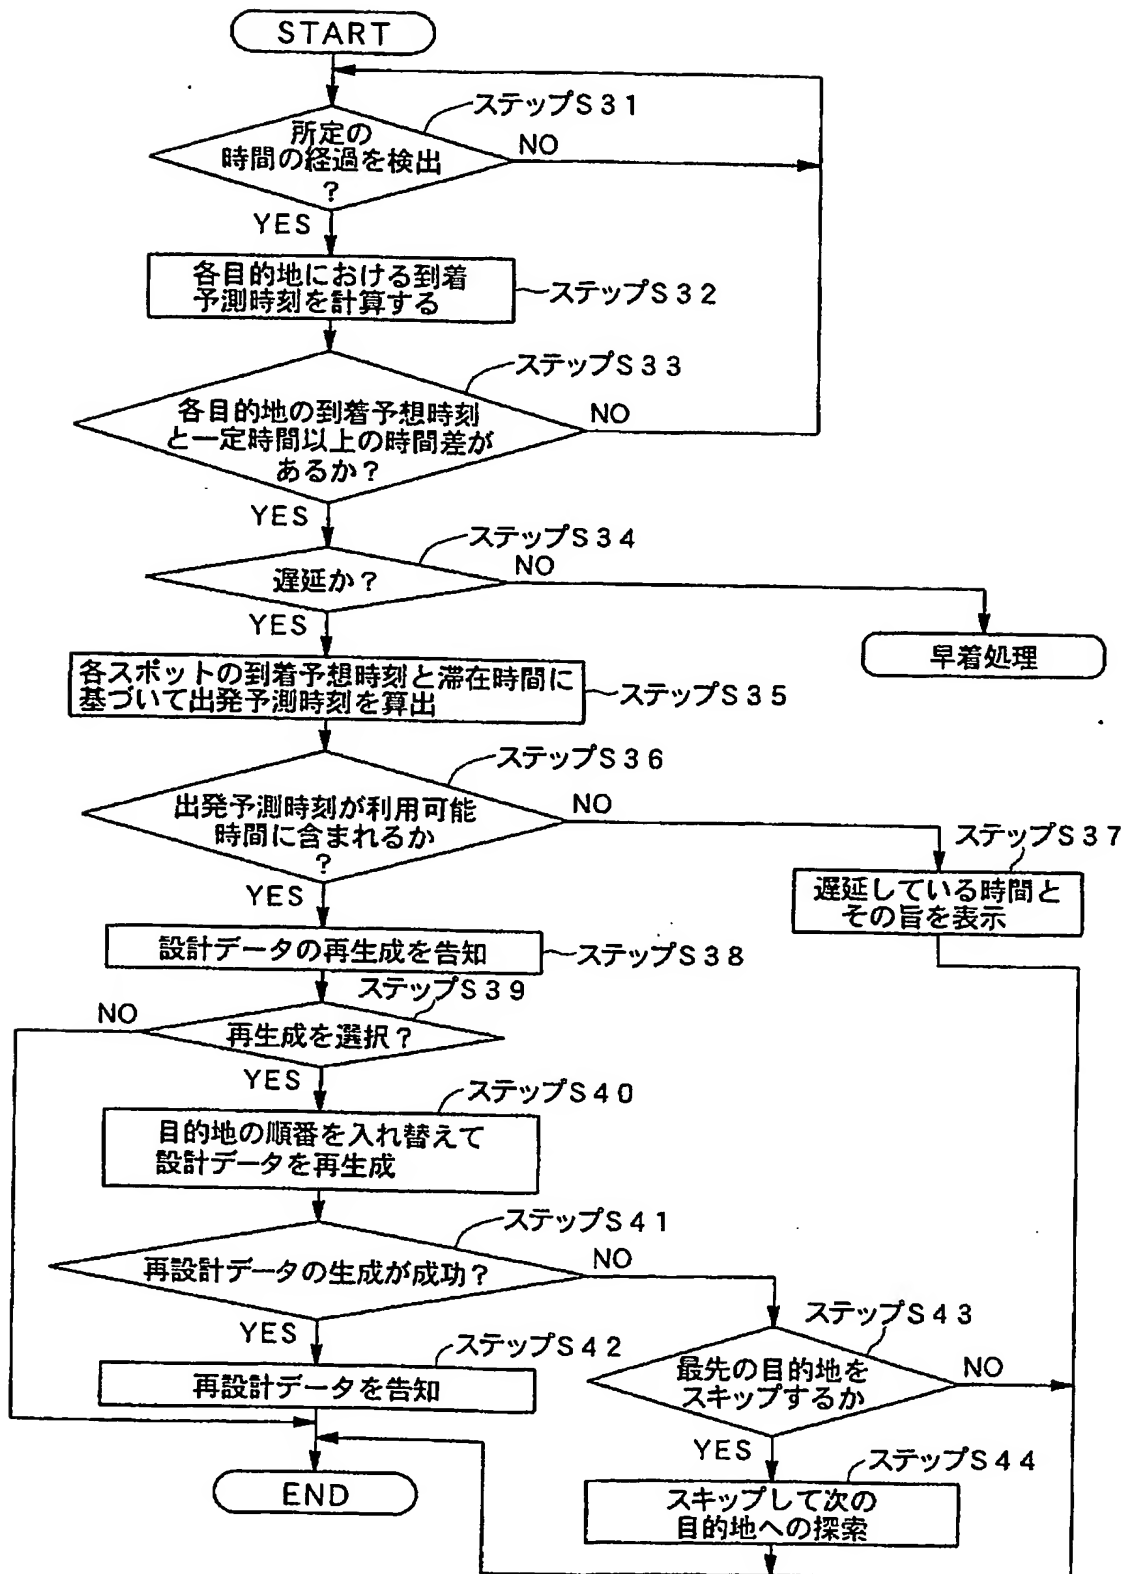 START
ステップS31
所定の
時間の経過を検出
?
NO
YES
各目的地における到着
予測時刻を計算する
ステップS32
ステップS33
各目的地の到着予想時刻
と一定時間以上の時間差が
あるか?
NO
YES
ステップS34
遅延か?
NO
YES
早着処理
各スポットの到着予想時刻と滞在時間に
基づいて出発予測時刻を算出
ステップS35
ステップS36
出発予測時刻が利用可能
時間に含まれるか
?
NO
YES
ステップS37
遅延している時間と
その旨を表示
設計データの再生成を告知
ステップS38
ステップS39
再生成を選択?
NO
YES
ステップS40
目的地の順番を入れ替えて
設計データを再生成
ステップS41
再設計データの生成が成功?
NO
YES
ステップS42
再設計データを告知
ステップS43
最先の目的地を
スキップするか
NO
YES
ステップS44
スキップして次の
目的地への探索
END